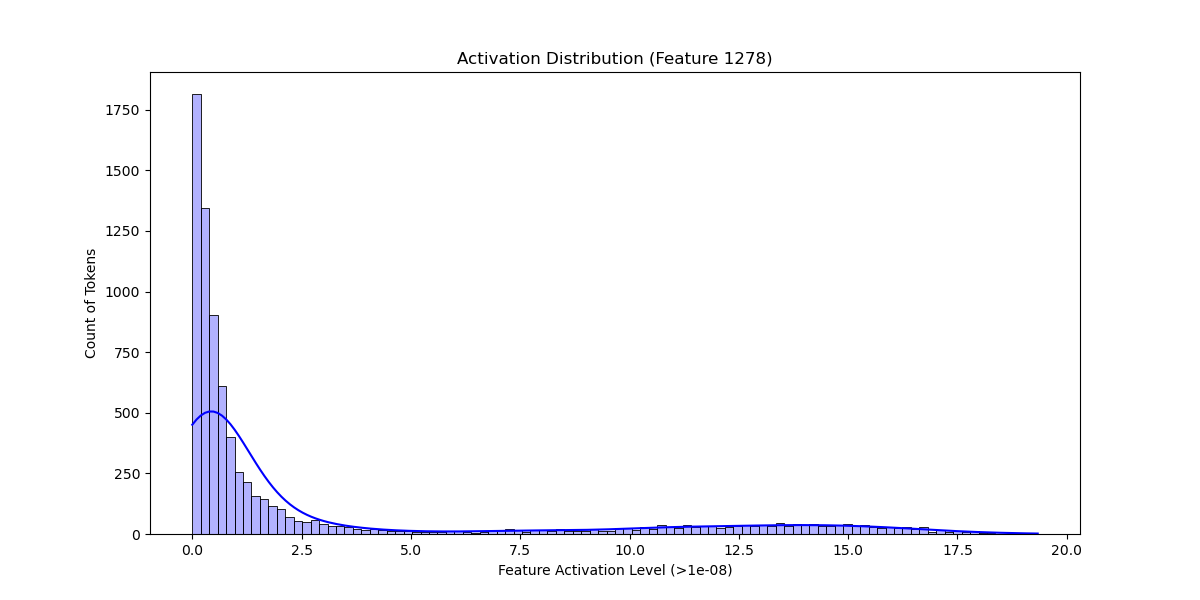 Activation Distribution (Feature 1278)
Count of Tokens
1750
1500
1250
1000
750
500
250
0
0.0 2.5 5.0 7.5 10.0 12.5 15.0 17.5 20.0
Feature Activation Level (>1e-08)